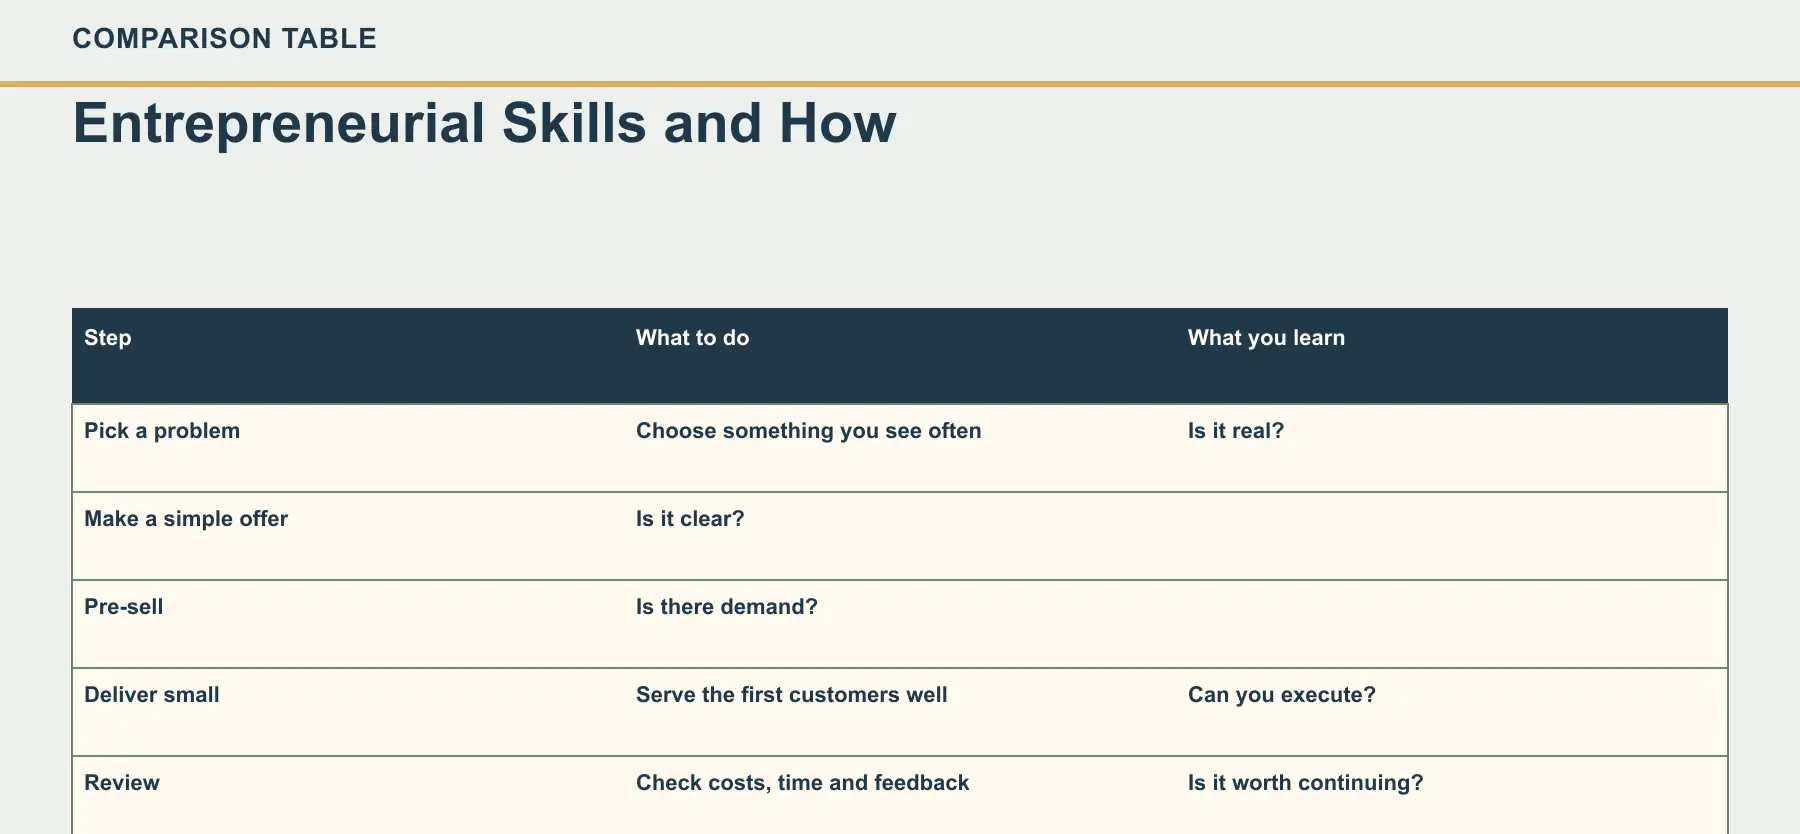 COMPARISON TABLE
Entrepreneurial Skills and How
Step What to do What you learn
Pick a problem Choose something you see often Is it real?
Make a simple offer Is it clear?
Pre-sell Is there demand?
Deliver small Serve the first customers well Can you execute?
Review Check costs, time and feedback Is it worth continuing?